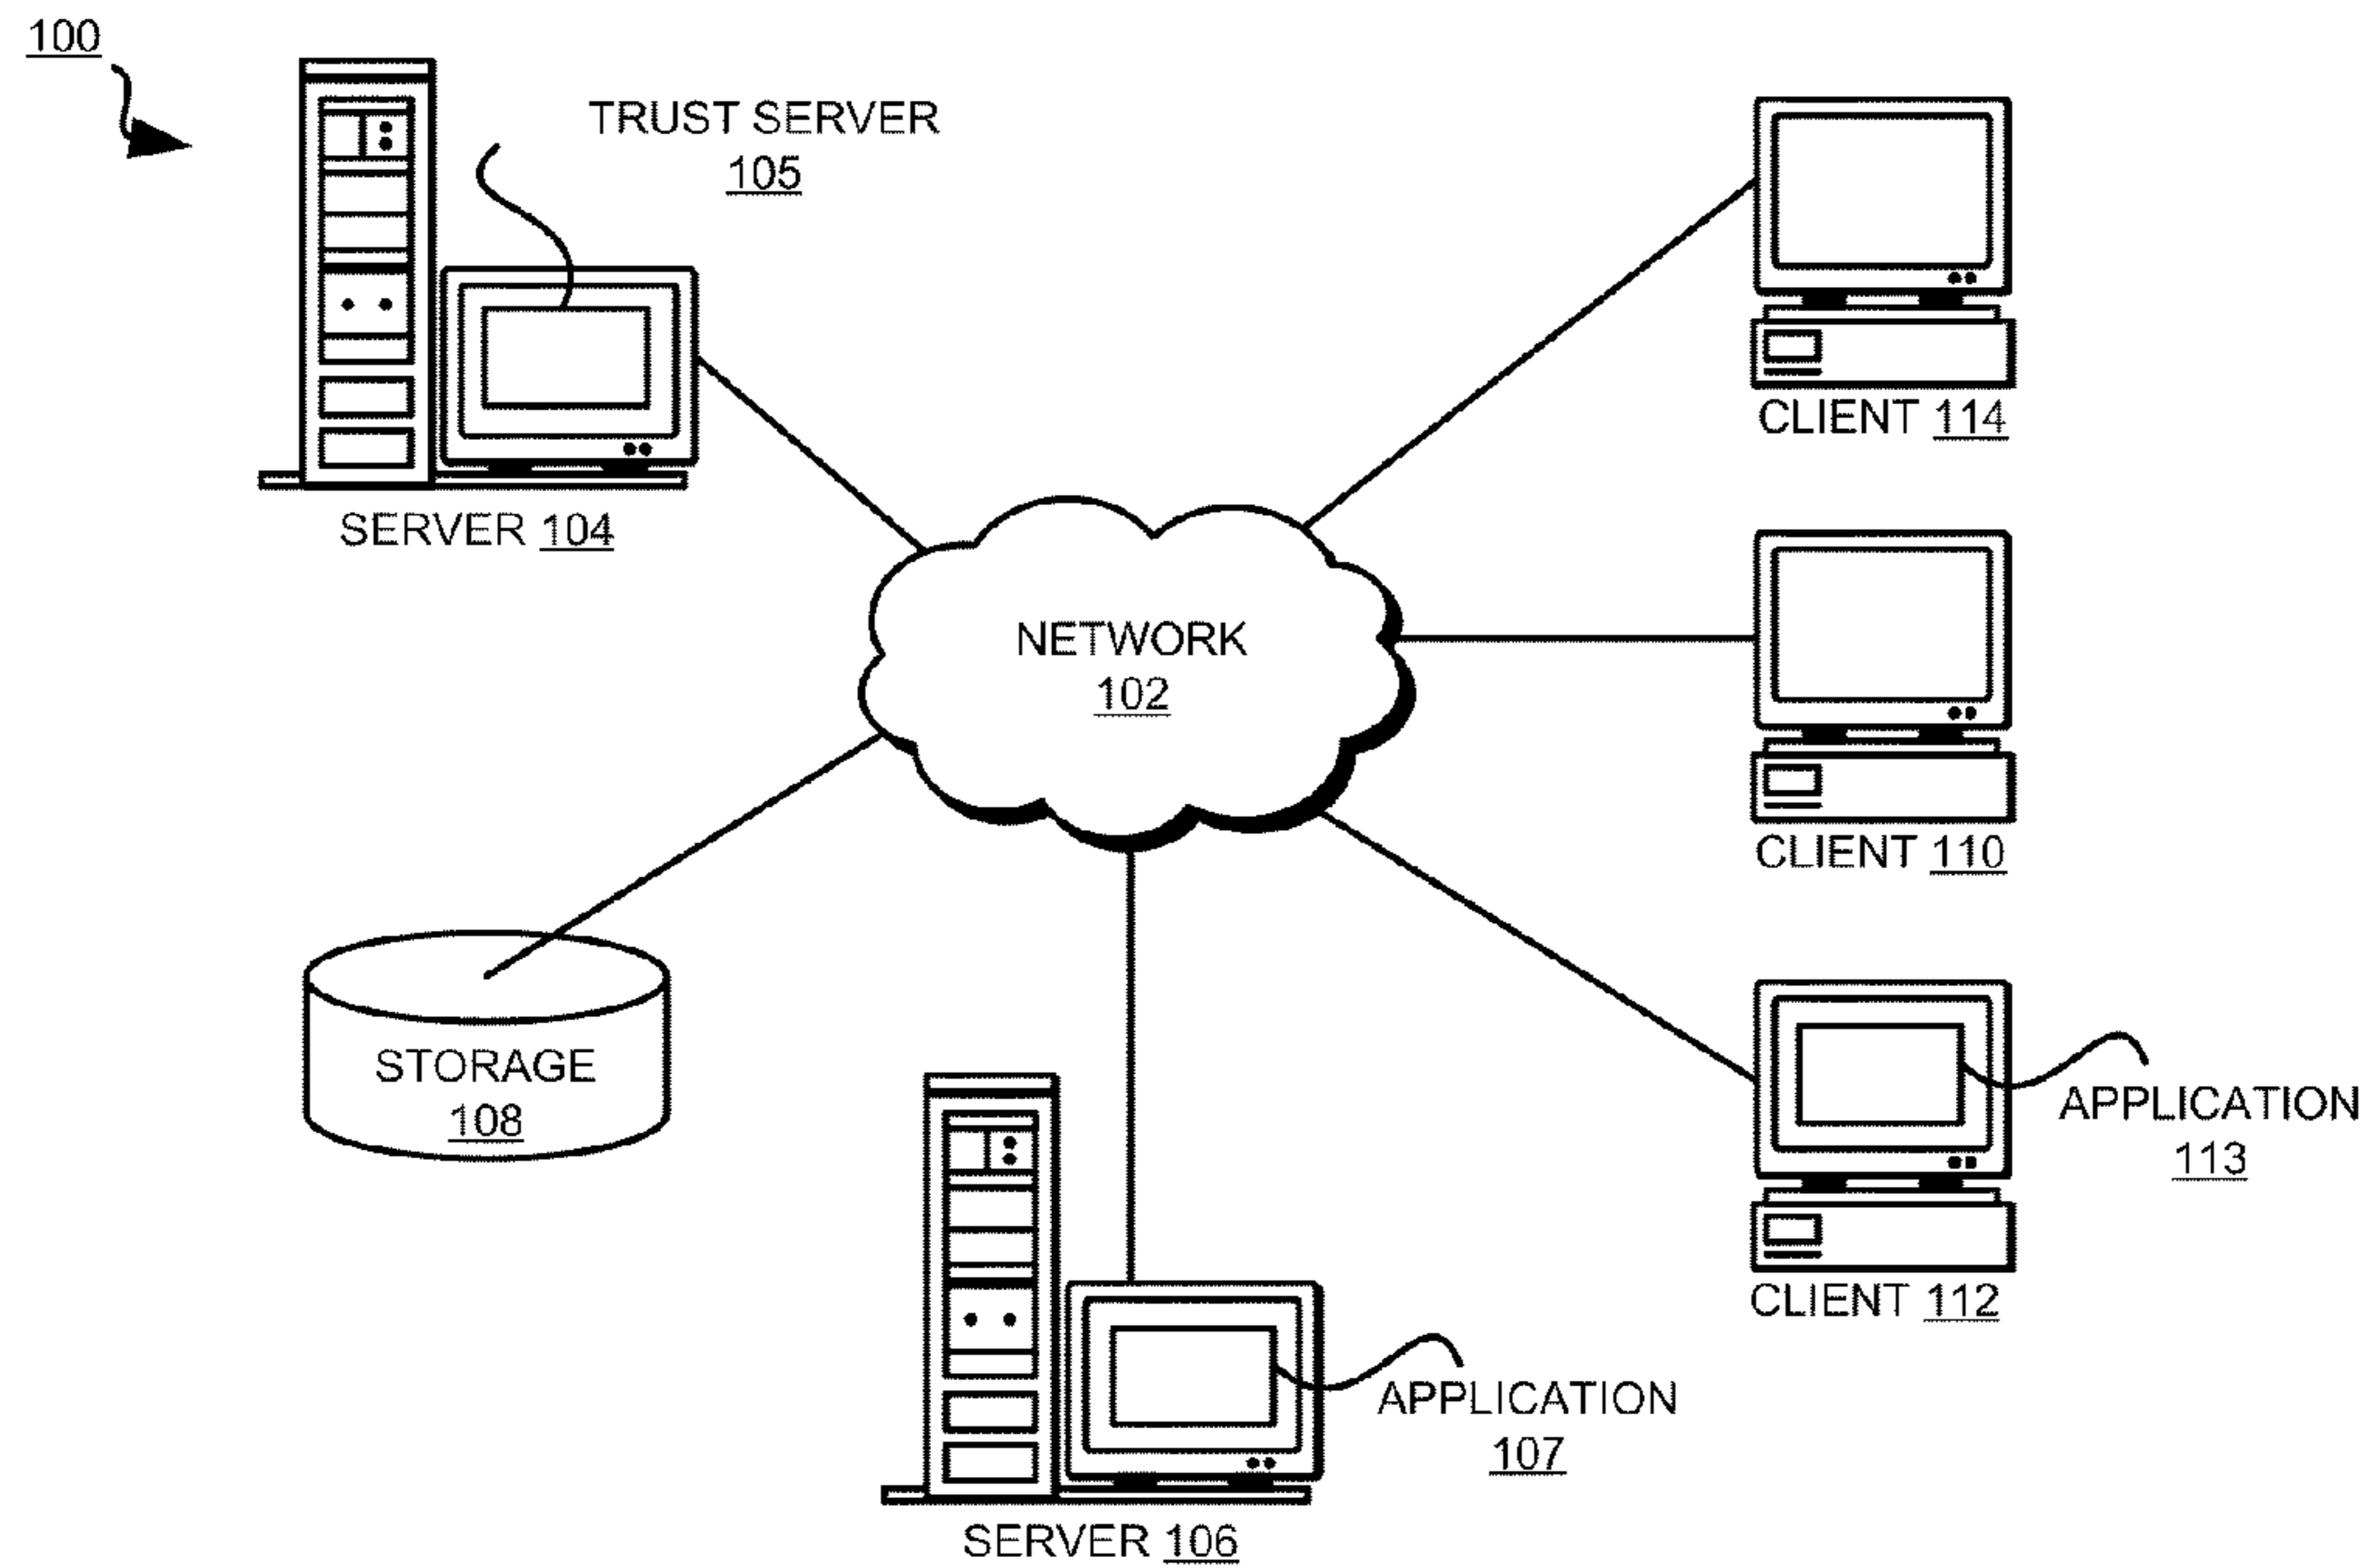 100
TRUST SERVER
105
SERVER 104
CLIENT 114
NETWORK
102
CLIENT 110
STORAGE
108
APPLICATION
113
CLIENT 112
APPLICATION
107
SERVER 106